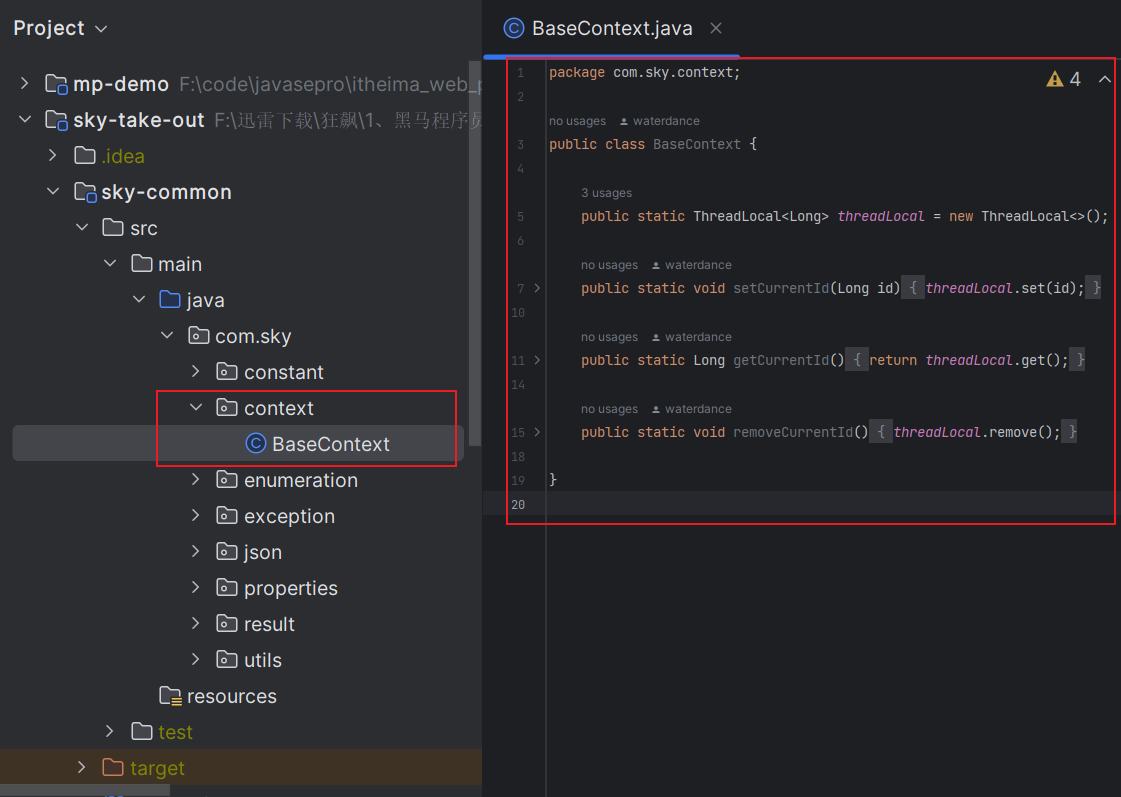 Project
mp-demo F:\code\javasepro\itheima_web_p
sky-take-out F:\迅雷下载\狂飙\1、黑马程序员
.idea
sky-common
src
main
java
com.sky
constant
context
BaseContext
enumeration
exception
json
properties
result
utils
resources
test
target
BaseContext.java
4
1 package com.sky.context;
2
no usages waterdance
3 public class BaseContext {
4
3 usages
5 public static ThreadLocal<Long> threadLocal = new ThreadLocal<>();
6
no usages waterdance
7 public static void setCurrentId(Long id) { threadLocal.set(id); }
10
no usages waterdance
11 public static Long getCurrentId() { return threadLocal.get(); }
14
no usages waterdance
15 public static void removeCurrentId() { threadLocal.remove(); }
18
19 }
20